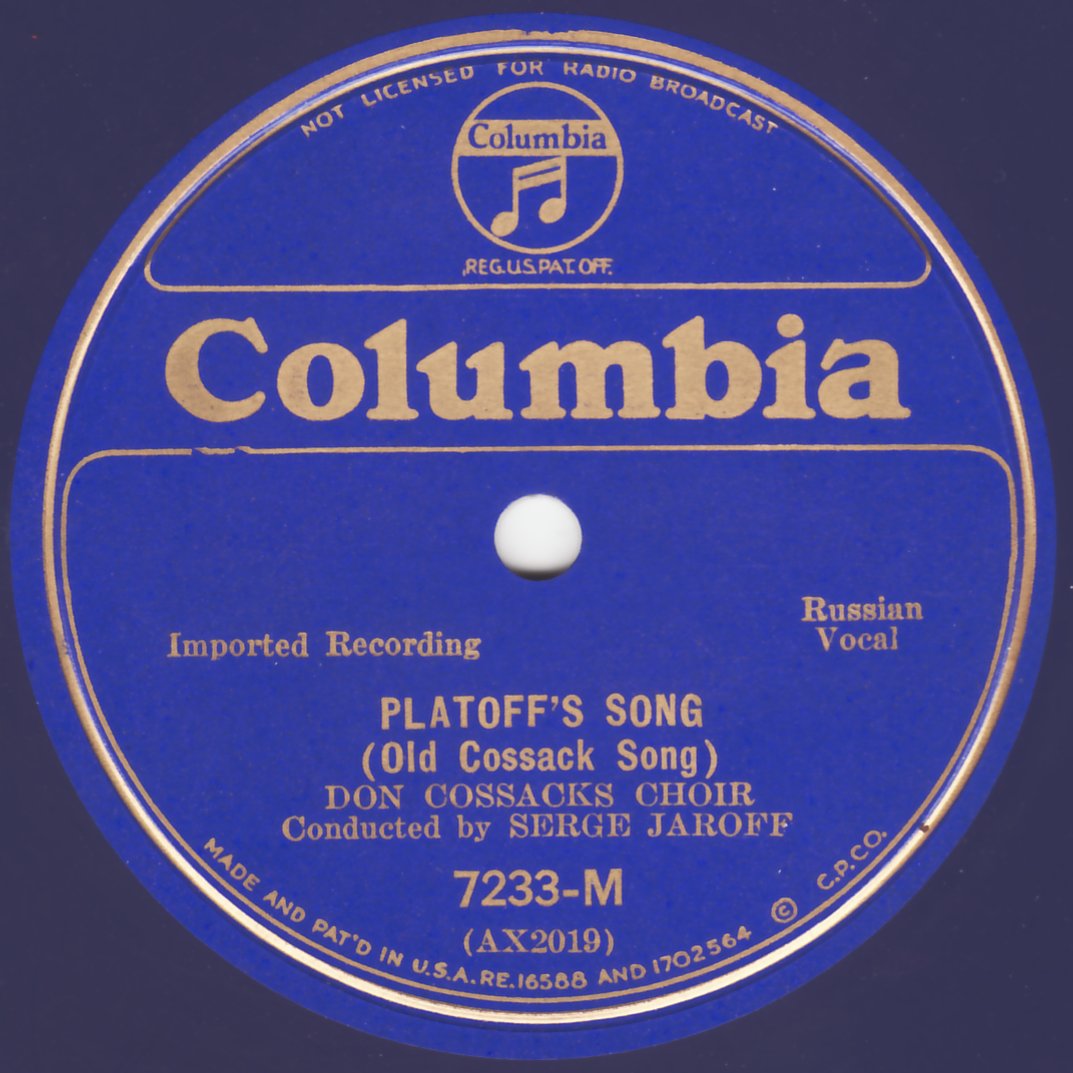 NOT LICENSED FOR RADIO BROADCAST
Columbia
REG.U.S.PAT.OFF.
Columbia
Imported Recording
Russian
Vocal
PLATOFF'S SONG
(Old Cossack Song)
DON COSSACKS CHOIR
Conducted by SERGE JAROFF
7233-M
(AX2019)
MADE AND PAT'D IN U.S.A. RE.16588 AND 1702564 © C.P.CO.